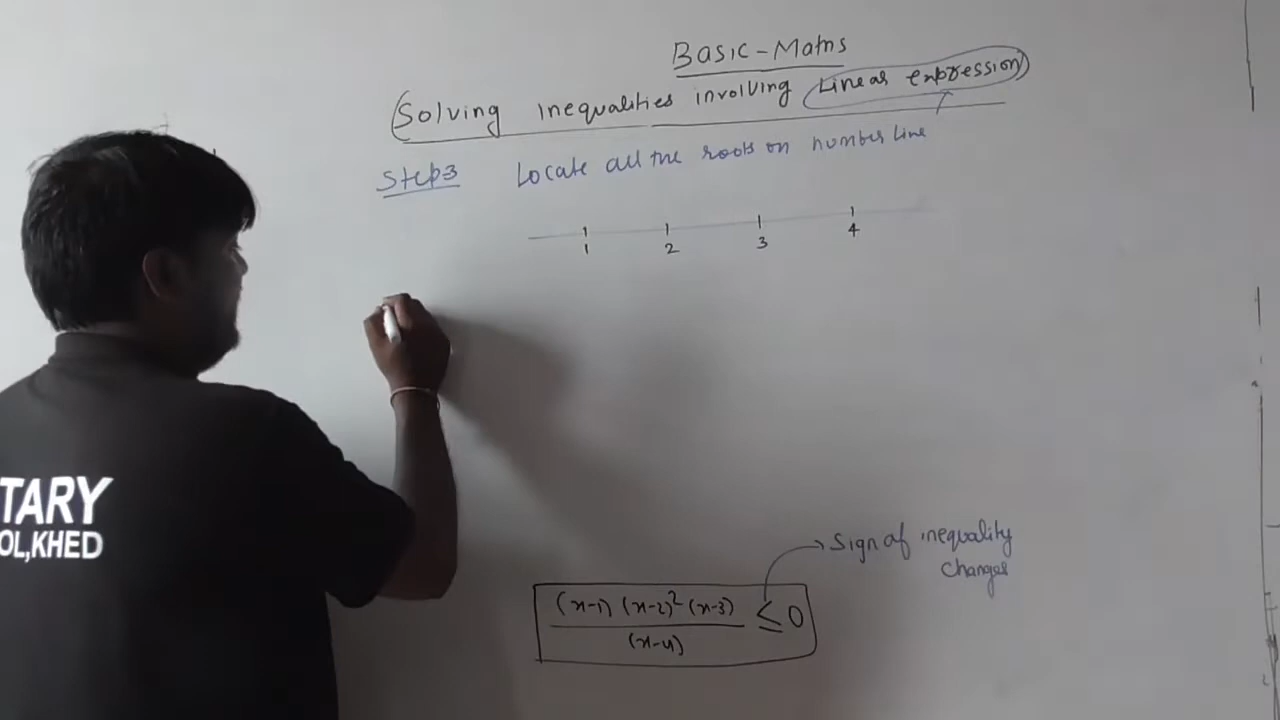 Basic-Maths
(Solving inequalities involving (Linear expression)
Step3 Locate all the roots on number Line
1 2 3 4
TARY
OL,KHED
Sign of inequality
changes
(x-1) (x-2)² (x-3)
≤ 0
(x-4)